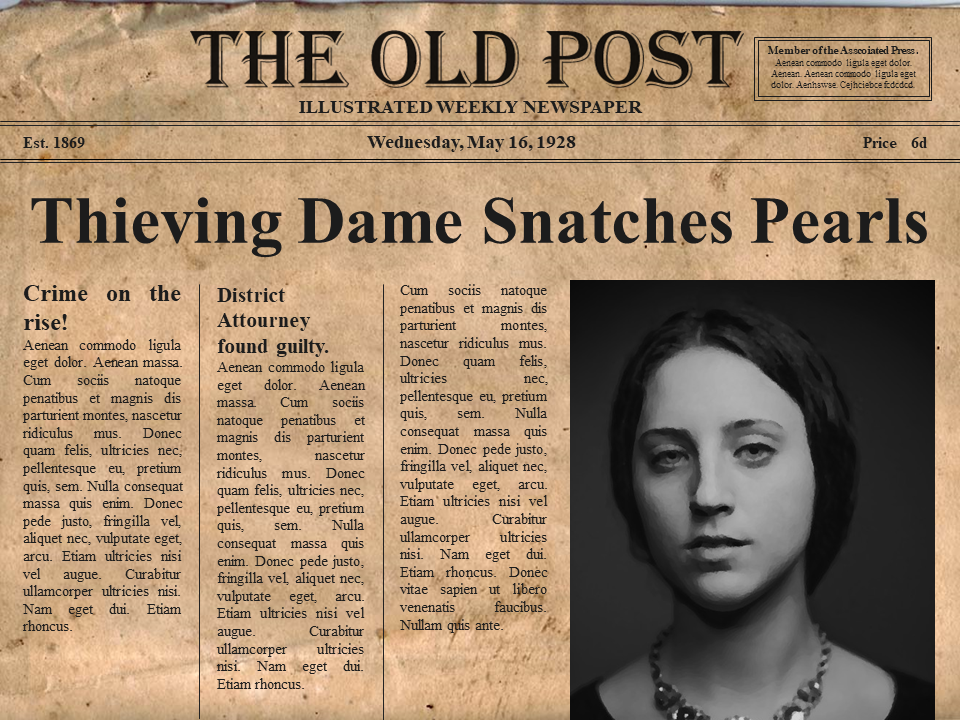 THE OLD POST
ILLUSTRATED WEEKLY NEWSPAPER
Member of the Asscoiated Press.
Aenean commodo ligula eget dolor.
Aenean. Aenean commodo ligula eget
dolor. Aenhswse. Cejhciebce fcdcdcd.
Est. 1869
Wednesday, May 16, 1928
Price 6d
Thieving Dame Snatches Pearls
Crime on the
rise!
Aenean commodo ligula
eget dolor. Aenean massa.
Cum sociis natoque
penatibus et magnis dis
parturient montes, nascetur
ridiculus mus. Donec
quam felis, ultricies nec,
pellentesque eu, pretium
quis, sem. Nulla consequat
massa quis enim. Donec
pede justo, fringilla vel,
aliquet nec, vulputate eget,
arcu. Etiam ultricies nisi
vel augue. Curabitur
ullamcorper ultricies nisi.
Nam eget dui. Etiam
rhoncus.
District
Attourney
found guilty.
Aenean commodo ligula
eget dolor. Aenean
massa. Cum sociis
natoque penatibus et
magnis dis parturient
montes, nascetur
ridiculus mus. Donec
quam felis, ultricies nec,
pellentesque eu, pretium
quis, sem. Nulla
consequat massa quis
enim. Donec pede justo,
fringilla vel, aliquet nec,
vulputate eget, arcu.
Etiam ultricies nisi vel
augue. Curabitur
ullamcorper ultricies
nisi. Nam eget dui.
Etiam rhoncus.
Cum sociis natoque
penatibus et magnis dis
parturient montes,
nascetur ridiculus mus.
Donec quam felis,
ultricies nec,
pellentesque eu, pretium
quis, sem. Nulla
consequat massa quis
enim. Donec pede justo,
fringilla vel, aliquet nec,
vulputate eget, arcu.
Etiam ultricies nisi vel
augue. Curabitur
ullamcorper ultricies
nisi. Nam eget dui.
Etiam rhoncus. Donec
vitae sapien ut libero
venenatis faucibus.
Nullam quis ante.